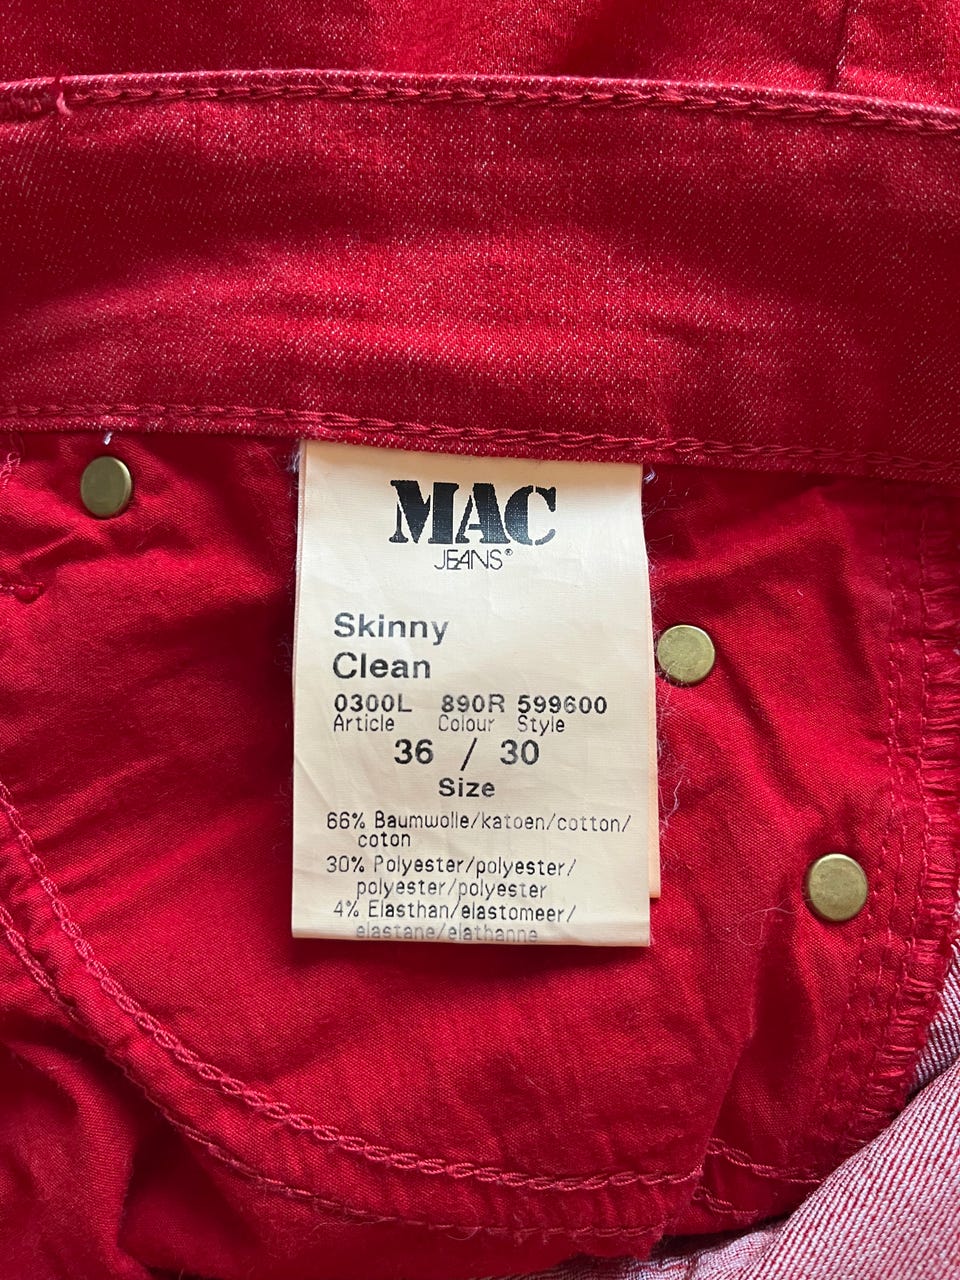 MAC
JEANS®
Skinny
Clean
0300L 890R 599600
Article Colour Style
36 / 30
Size
66% Baumwolle/katoen/cotton/
coton
30% Polyester/polyester/
polyester/polyester
4% Elasthan/elastomeer/
elastane/elathanne